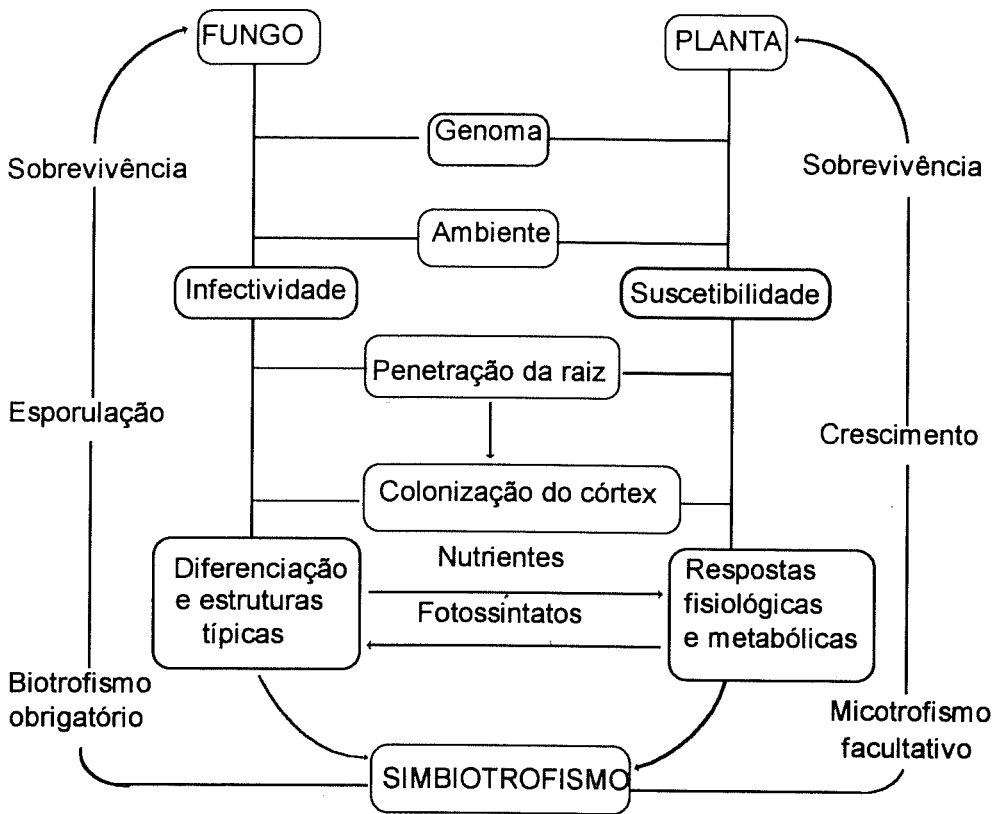 FUNGO
PLANTA
Genoma
Sobrevivência
Sobrevivência
Ambiente
Infectividade
Suscetibilidade
Penetração da raiz
Esporulação
Crescimento
Colonização do córtex
Nutrientes
Diferenciação
e estruturas
típicas
Fotossíntatos
Respostas
fisiológicas
e metabólicas
Biotrofismo
obrigatório
Micotrofismo
facultativo
SIMBIOTROFISMO